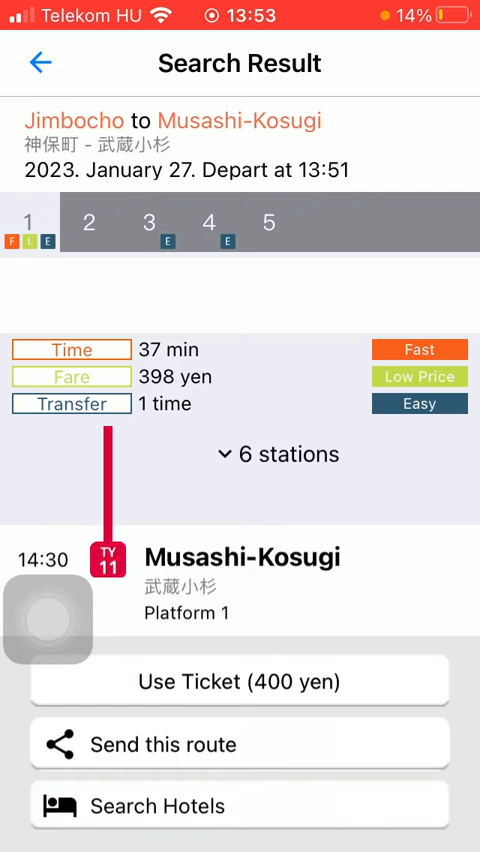 Telekom HU 13:53 14%
Search Result
Jimbocho to Musashi-Kosugi
神保町 - 武蔵小杉
2023. January 27. Depart at 13:51
1 2 3 4 5
F L E E E
Time 37 min Fast
Fare 398 yen Low Price
Transfer 1 time Easy
6 stations
14:30 TY 11 Musashi-Kosugi
武蔵小杉
Platform 1
Use Ticket (400 yen)
Send this route
Search Hotels